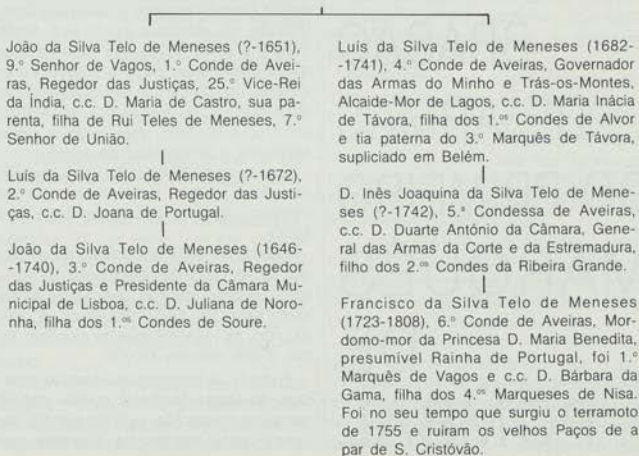 João da Silva Telo de Meneses (?-1651),
9.º Senhor de Vagos, 1.º Conde de Avei-
ras, Regedor das Justiças, 25.º Vice-Rei
da Índia, c.c. D. Maria de Castro, sua pa-
renta, filha de Rui Teles de Meneses, 7.º
Senhor de União.
Luís da Silva Telo de Meneses (?-1672),
2.º Conde de Aveiras, Regedor das Justi-
ças, c.c. D. Joana de Portugal.
João da Silva Telo de Meneses (1646-
-1740), 3.º Conde de Aveiras, Regedor
das Justiças e Presidente da Câmara Mu-
nicipal de Lisboa, c.c. D. Juliana de Noro-
nha, filha dos 1.ºs Condes de Soure.
Luís da Silva Telo de Meneses (1682-
-1741), 4.º Conde de Aveiras, Governador
das Armas do Minho e Trás-os-Montes,
Alcaide-Mor de Lagos, c.c. D. Maria Inácia
de Távora, filha dos 1.ºs Condes de Alvor
e tia paterna do 3.º Marquês de Távora,
supliciado em Belém.
D. Inês Joaquina da Silva Telo de Mene-
ses (?-1742), 5.ª Condessa de Aveiras,
c.c. D. Duarte António da Câmara, Gene-
ral das Armas da Corte e da Estremadura,
filho dos 2.ºs Condes da Ribeira Grande.
Francisco da Silva Telo de Meneses
(1723-1808), 6.º Conde de Aveiras, Mor-
domo-mor da Princesa D. Maria Benedita,
presumível Rainha de Portugal, foi 1.º
Marquês de Vagos e c.c. D. Bárbara da
Gama, filha dos 4.ºs Marqueses de Nisa.
Foi no seu tempo que surgiu o terramoto
de 1755 e ruíram os velhos Paços de a
par de S. Cristóvão.